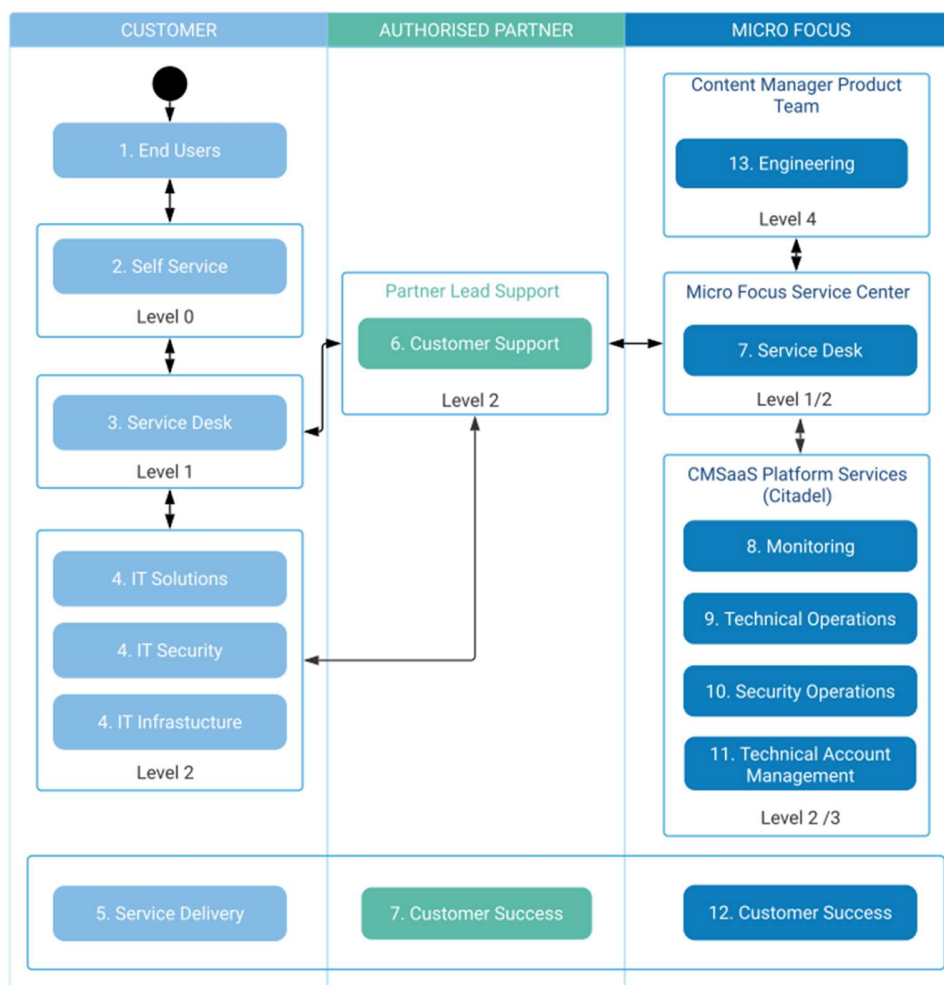 CUSTOMER
AUTHORISED PARTNER
MICRO FOCUS
1. End Users
2. Self Service
Level 0
3. Service Desk
Level 1
4. IT Solutions
4. IT Security
4. IT Infrastucture
Level 2
Partner Lead Support
6. Customer Support
Level 2
Content Manager Product
Team
13. Engineering
Level 4
Micro Focus Service Center
7. Service Desk
Level 1/2
CMSaaS Platform Services
(Citadel)
8. Monitoring
9. Technical Operations
10. Security Operations
11. Technical Account
Management
Level 2 /3
5. Service Delivery
7. Customer Success
12. Customer Success